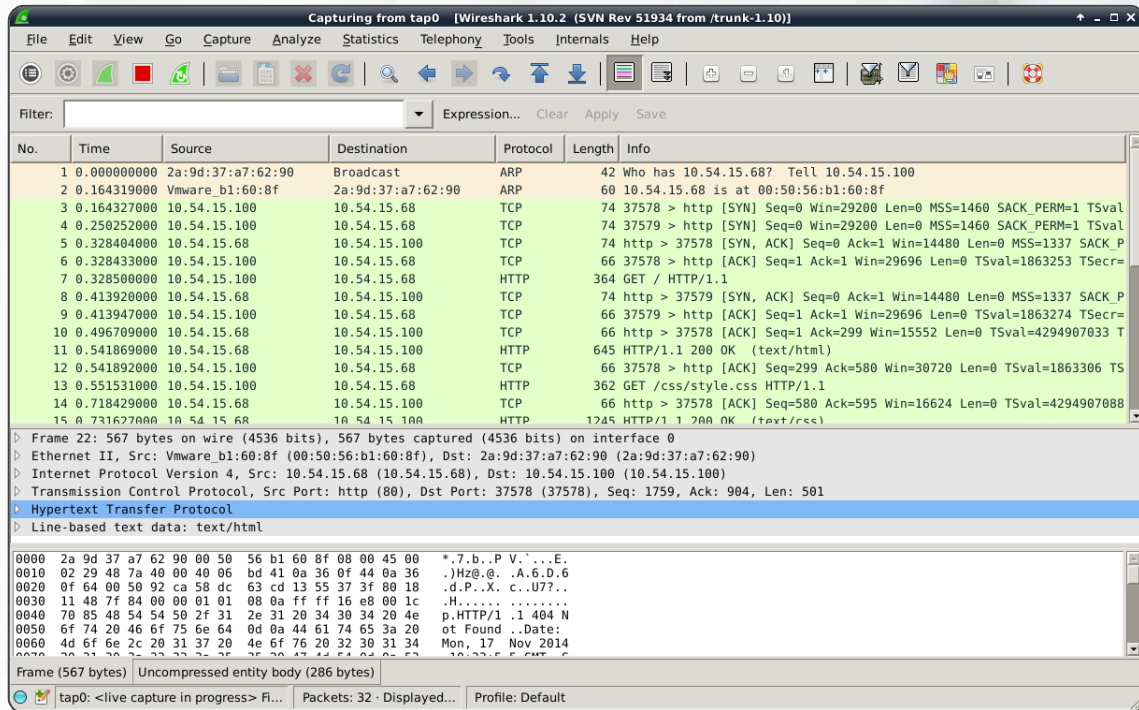 Capturing from tap0 [Wireshark 1.10.2 (SVN Rev 51934 from /trunk-1.10)]
File Edit View Go Capture Analyze Statistics Telephony Tools Internals Help
Filter: Expression... Clear Apply Save
No. Time Source Destination Protocol Length Info
1 0.000000000 2a:9d:37:a7:62:90 Broadcast ARP 42 Who has 10.54.15.68? Tell 10.54.15.100
2 0.164319000 Vmware_b1:60:8f 2a:9d:37:a7:62:90 ARP 60 10.54.15.68 is at 00:50:56:b1:60:8f
3 0.164327000 10.54.15.100 10.54.15.68 TCP 74 37578 > http [SYN] Seq=0 Win=29200 Len=0 MSS=1460 SACK_PERM=1 TSval
4 0.250252000 10.54.15.100 10.54.15.68 TCP 74 37579 > http [SYN] Seq=0 Win=29200 Len=0 MSS=1460 SACK_PERM=1 TSval
5 0.328404000 10.54.15.68 10.54.15.100 TCP 74 http > 37578 [SYN, ACK] Seq=0 Ack=1 Win=14480 Len=0 MSS=1337 SACK_P
6 0.328433000 10.54.15.100 10.54.15.68 TCP 66 37578 > http [ACK] Seq=1 Ack=1 Win=29696 Len=0 TSval=1863253 TSecr=
7 0.328500000 10.54.15.100 10.54.15.68 HTTP 364 GET / HTTP/1.1
8 0.413920000 10.54.15.68 10.54.15.100 TCP 74 http > 37579 [SYN, ACK] Seq=0 Ack=1 Win=14480 Len=0 MSS=1337 SACK_P
9 0.413947000 10.54.15.100 10.54.15.68 TCP 66 37579 > http [ACK] Seq=1 Ack=1 Win=29696 Len=0 TSval=1863274 TSecr=
10 0.496709000 10.54.15.68 10.54.15.100 TCP 66 http > 37578 [ACK] Seq=1 Ack=299 Win=15552 Len=0 TSval=4294907033 T
11 0.541869000 10.54.15.68 10.54.15.100 HTTP 645 HTTP/1.1 200 OK (text/html)
12 0.541892000 10.54.15.100 10.54.15.68 TCP 66 37578 > http [ACK] Seq=299 Ack=580 Win=30720 Len=0 TSval=1863306 TS
13 0.551531000 10.54.15.100 10.54.15.68 HTTP 362 GET /css/style.css HTTP/1.1
14 0.718429000 10.54.15.68 10.54.15.100 TCP 66 http > 37578 [ACK] Seq=580 Ack=595 Win=16624 Len=0 TSval=4294907088
15 0.731627000 10.54.15.68 10.54.15.100 HTTP 1245 HTTP/1.1 200 OK (text/css)
Frame 22: 567 bytes on wire (4536 bits), 567 bytes captured (4536 bits) on interface 0
Ethernet II, Src: Vmware_b1:60:8f (00:50:56:b1:60:8f), Dst: 2a:9d:37:a7:62:90 (2a:9d:37:a7:62:90)
Internet Protocol Version 4, Src: 10.54.15.68 (10.54.15.68), Dst: 10.54.15.100 (10.54.15.100)
Transmission Control Protocol, Src Port: http (80), Dst Port: 37578 (37578), Seq: 1759, Ack: 904, Len: 501
Hypertext Transfer Protocol
Line-based text data: text/html
0000 2a 9d 37 a7 62 90 00 50 56 b1 60 8f 08 00 45 00 *.7.b..P V.`...E.
0010 02 29 48 7a 40 00 40 06 bd 41 0a 36 0f 44 0a 36 .)Hz@.@. .A.6.D.6
0020 0f 64 00 50 92 ca 58 dc 63 cd 13 55 37 3f 80 18 .d.P..X. c..U7?..
0030 11 48 7f 84 00 00 01 01 08 0a ff ff 16 e8 00 1c .H...... ........
0040 70 85 48 54 54 50 2f 31 2e 31 20 34 30 34 20 4e p.HTTP/1 .1 404 N
0050 6f 74 20 46 6f 75 6e 64 0d 0a 44 61 74 65 3a 20 ot Found ..Date:
0060 4d 6f 6e 2c 20 31 37 20 4e 6f 76 20 32 30 31 34 Mon, 17 Nov 2014
Frame (567 bytes) Uncompressed entity body (286 bytes)
tap0: <live capture in progress> Fi... Packets: 32 · Displayed... Profile: Default